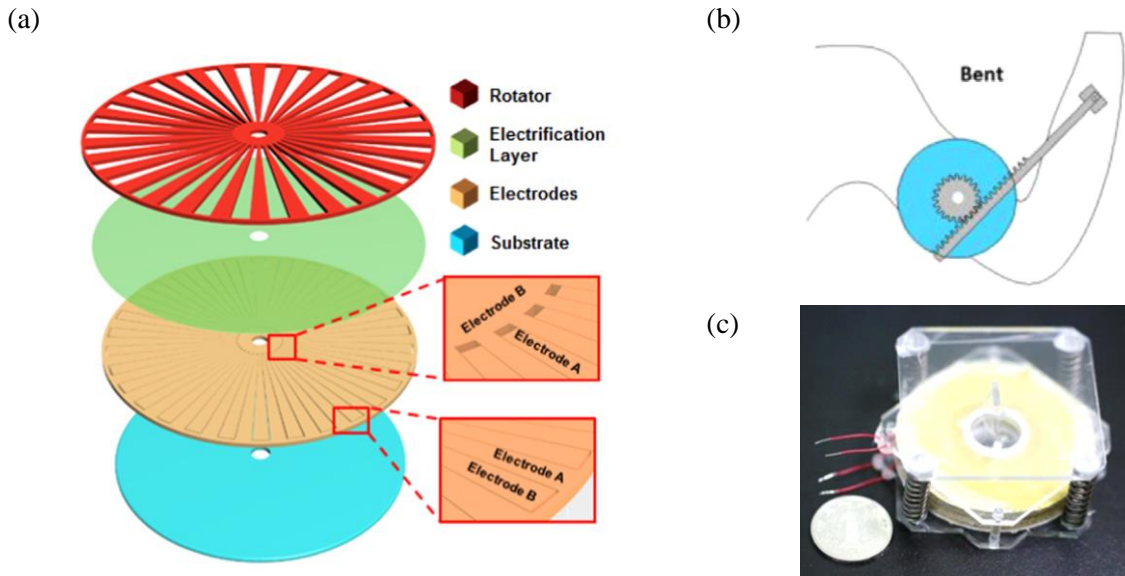 (a)
Rotator
Electrification
Layer
Electrodes
Substrate
Electrode B
Electrode A
Electrode A
Electrode B
(b)
Bent
(c)